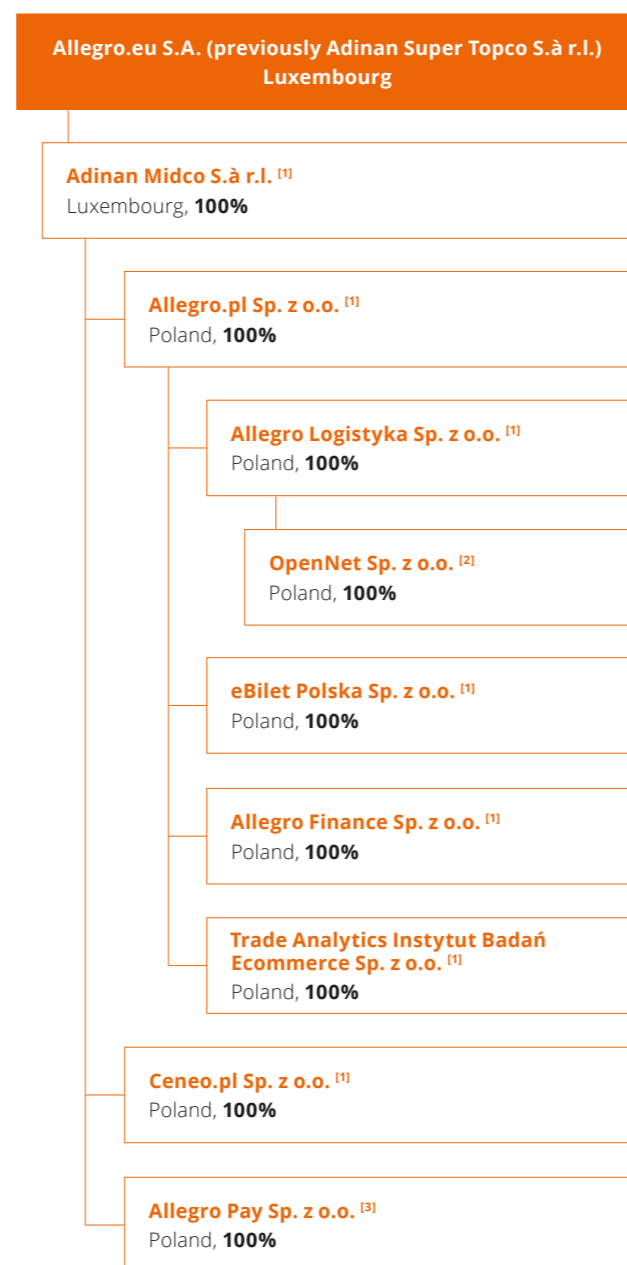 Allegro.eu S.A. (previously Adinan Super Topco S.à r.l.)
Luxembourg
Adinan Midco S.à r.l. [1]
Luxembourg, 100%
Allegro.pl Sp. z o.o. [1]
Poland, 100%
Allegro Logistyka Sp. z o.o. [1]
Poland, 100%
OpenNet Sp. z o.o. [2]
Poland, 100%
eBilet Polska Sp. z o.o. [1]
Poland, 100%
Allegro Finance Sp. z o.o. [1]
Poland, 100%
Trade Analytics Instytut Badań
Ecommerce Sp. z o.o. [1]
Poland, 100%
Ceneo.pl Sp. z o.o. [1]
Poland, 100%
Allegro Pay Sp. z o.o. [3]
Poland, 100%